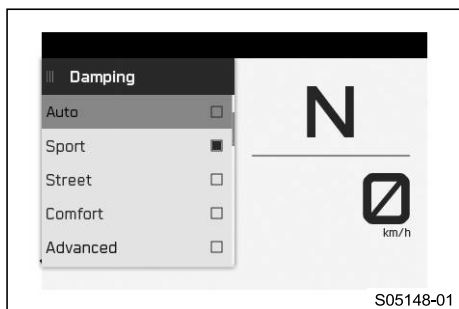 Damping
Auto
Sport
Street
Comfort
Advanced
N
0
km/h
S05148-01